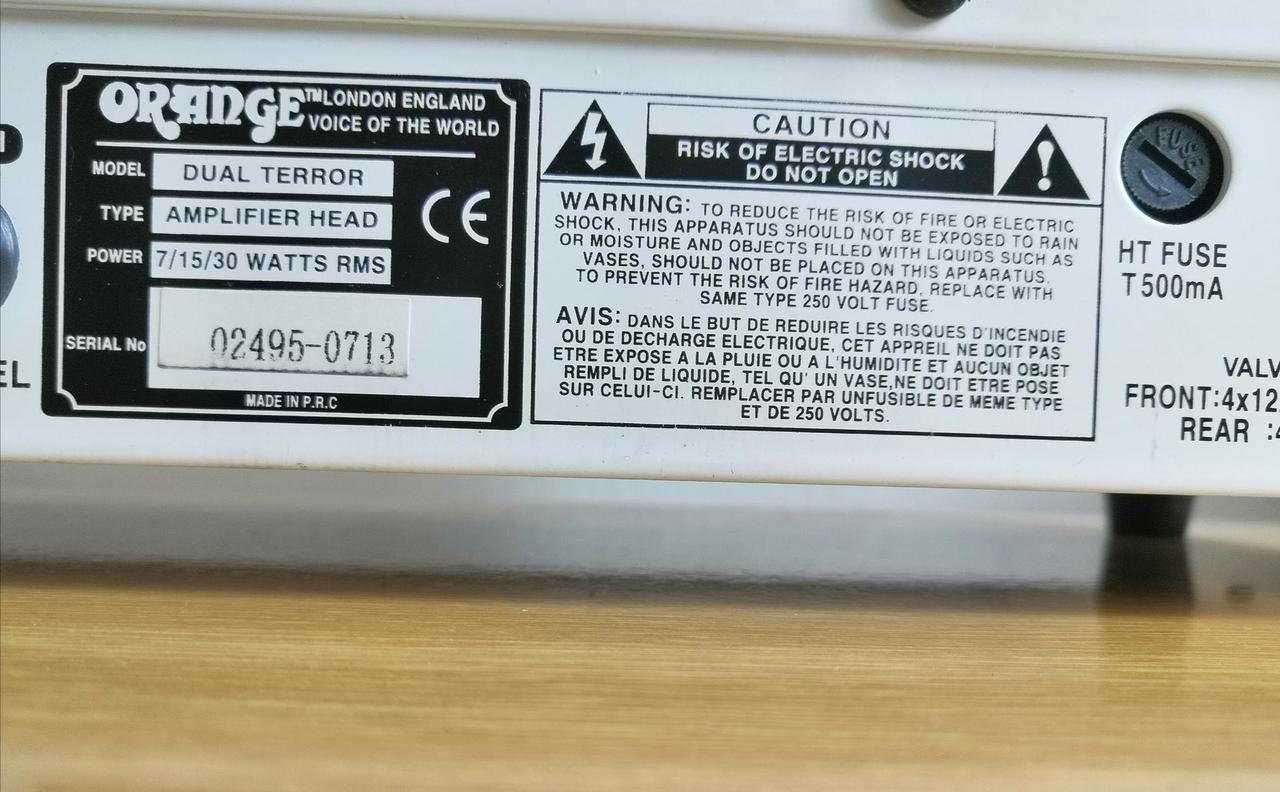 ORANGE™ LONDON ENGLAND
VOICE OF THE WORLD
MODEL DUAL TERROR
TYPE AMPLIFIER HEAD
POWER 7/15/30 WATTS RMS
CE
SERIAL No 02495-0713
MADE IN P.R.C
CAUTION
RISK OF ELECTRIC SHOCK
DO NOT OPEN
WARNING: TO REDUCE THE RISK OF FIRE OR ELECTRIC
SHOCK, THIS APPARATUS SHOULD NOT BE EXPOSED TO RAIN
OR MOISTURE AND OBJECTS FILLED WITH LIQUIDS SUCH AS
VASES, SHOULD NOT BE PLACED ON THIS APPARATUS.
TO PREVENT THE RISK OF FIRE HAZARD, REPLACE WITH
SAME TYPE 250 VOLT FUSE.
AVIS: DANS LE BUT DE REDUIRE LES RISQUES D'INCENDIE
OU DE DECHARGE ELECTRIQUE, CET APPREIL NE DOIT PAS
ETRE EXPOSE A LA PLUIE OU A L'HUMIDITE ET AUCUN OBJET
REMPLI DE LIQUIDE, TEL QU' UN VASE,NE DOIT ETRE POSE
SUR CELUI-CI. REMPLACER PAR UNFUSIBLE DE MEME TYPE
ET DE 250 VOLTS.
FUSE
HT FUSE
T500mA
VALV
FRONT:4x12
REAR :4
EL